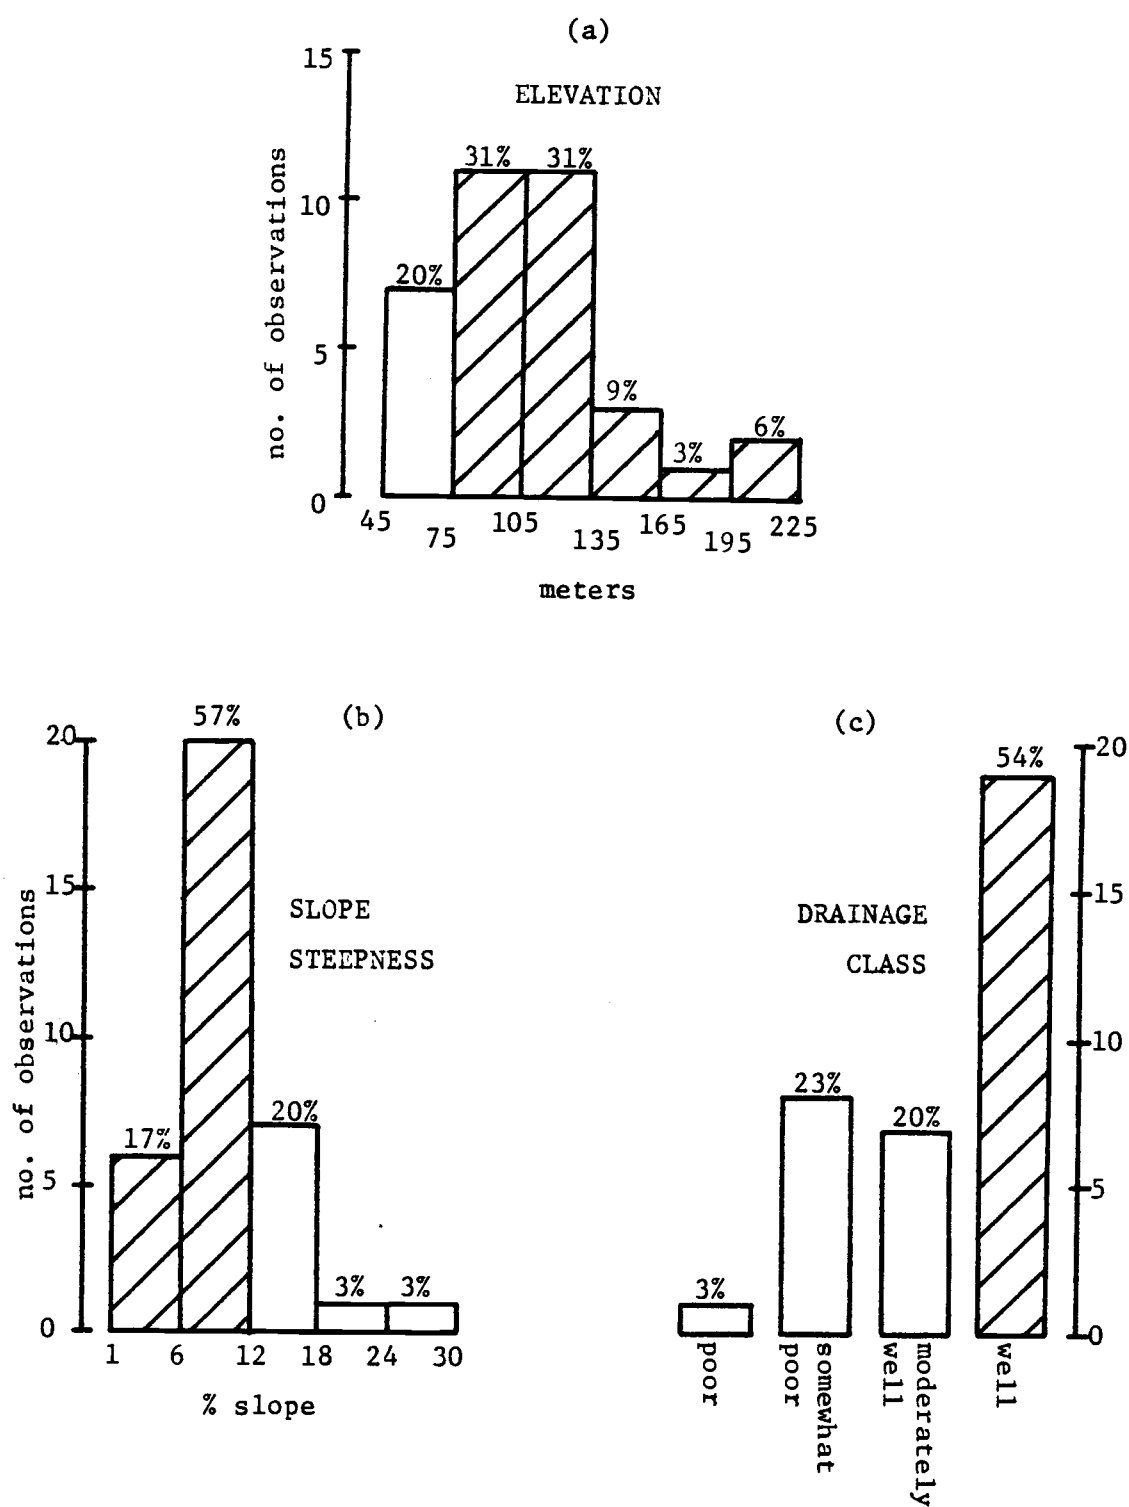 (a)
ELEVATION
no. of observations
15
10
5
0
20%
31%
31%
9%
3%
6%
45
75
105
135
165
195
225
meters
(b)
SLOPE
STEEPNESS
no. of observations
20
15
10
5
0
17%
57%
20%
3%
3%
1
6
12
18
24
30
% slope
(c)
DRAINAGE
CLASS
3%
23%
20%
54%
20
15
10
5
0
poor
somewhat
poor
moderately
well
well